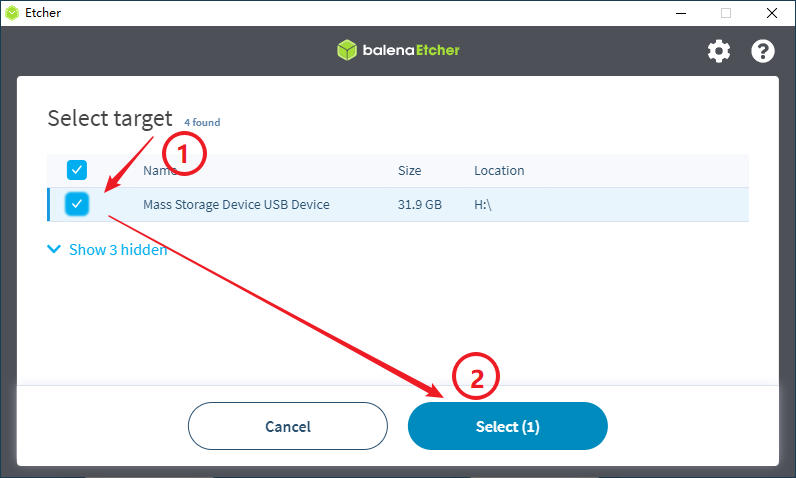 Etcher
balenaEtcher
Select target 4 found
1
Name Size Location
Mass Storage Device USB Device 31.9 GB H:\
Show 3 hidden
2
Cancel Select (1)